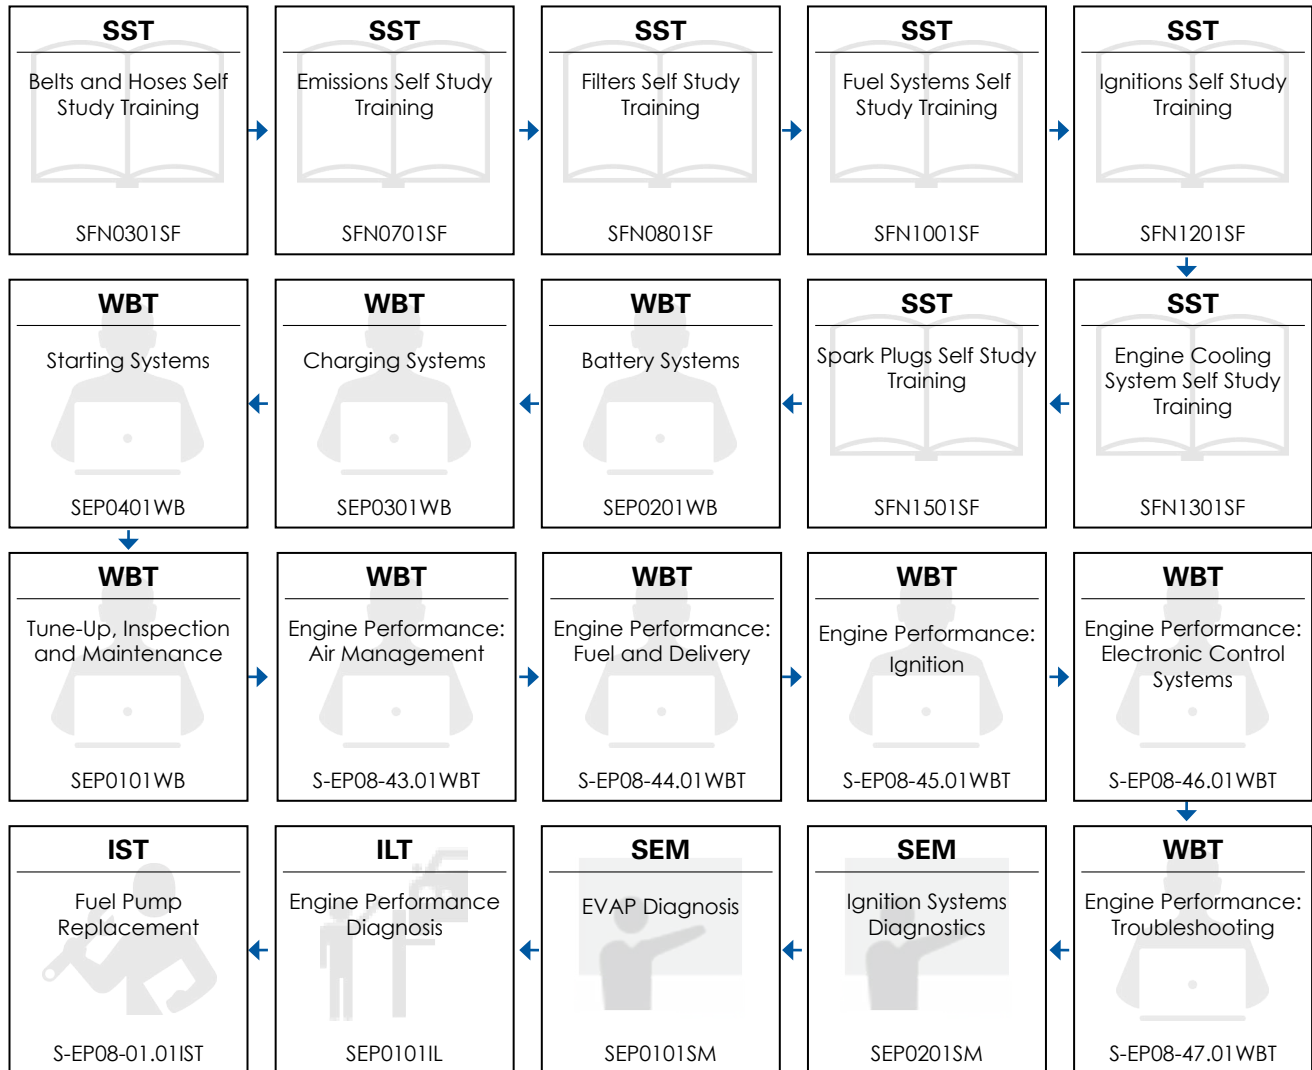 SST
Belts and Hoses Self
Study Training
SFN0301SF
SST
Emissions Self Study
Training
SFN0701SF
SST
Filters Self Study
Training
SFN0801SF
SST
Fuel Systems Self
Study Training
SFN1001SF
SST
Ignitions Self Study
Training
SFN1201SF
WBT
Starting Systems
SEP0401WB
WBT
Charging Systems
SEP0301WB
WBT
Battery Systems
SEP0201WB
SST
Spark Plugs Self Study
Training
SFN1501SF
SST
Engine Cooling
System Self Study
Training
SFN1301SF
WBT
Tune-Up, Inspection
and Maintenance
SEP0101WB
WBT
Engine Performance:
Air Management
S-EP08-43.01WBT
WBT
Engine Performance:
Fuel and Delivery
S-EP08-44.01WBT
WBT
Engine Performance:
Ignition
S-EP08-45.01WBT
WBT
Engine Performance:
Electronic Control
Systems
S-EP08-46.01WBT
IST
Fuel Pump
Replacement
S-EP08-01.01IST
ILT
Engine Performance
Diagnosis
SEP0101IL
SEM
EVAP Diagnosis
SEP0101SM
SEM
Ignition Systems
Diagnostics
SEP0201SM
WBT
Engine Performance:
Troubleshooting
S-EP08-47.01WBT